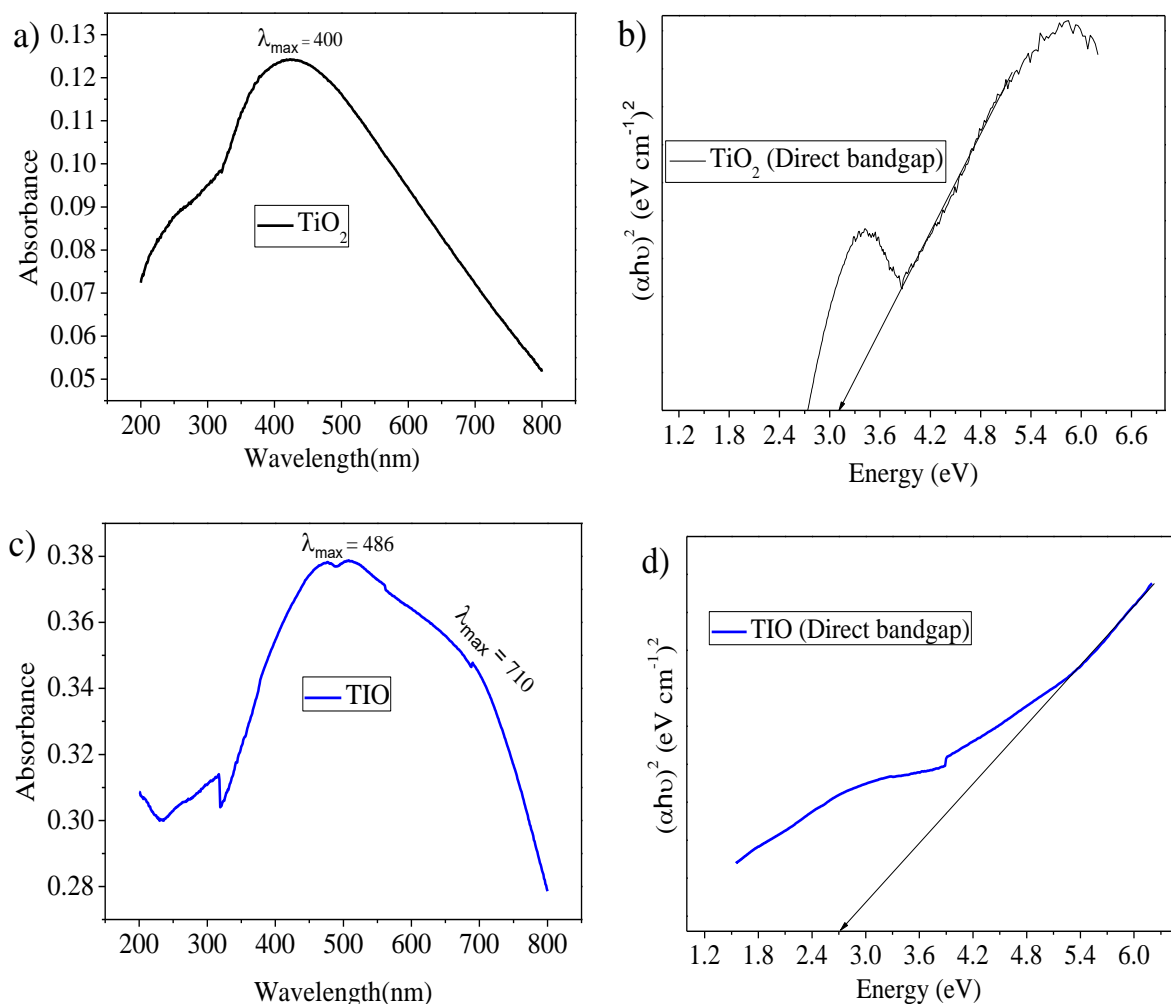 a)
λmax = 400
0.13
0.12
0.11
0.10
0.09
0.08
0.07
0.06
0.05
Absorbance
TiO2
200 300 400 500 600 700 800
Wavelength(nm)
b)
(αhυ)² (eV cm⁻¹)²
TiO2 (Direct bandgap)
1.2 1.8 2.4 3.0 3.6 4.2 4.8 5.4 6.0 6.6
Energy (eV)
c)
λmax = 486
λmax = 710
0.38
0.36
0.34
0.32
0.30
0.28
Absorbance
TIO
200 300 400 500 600 700 800
Wavelength(nm)
d)
(αhυ)² (eV cm⁻¹)²
TIO (Direct bandgap)
1.2 1.8 2.4 3.0 3.6 4.2 4.8 5.4 6.0
Energy (eV)